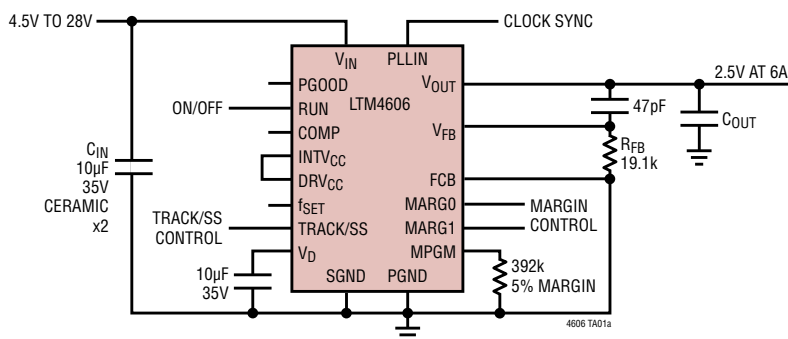 4.5V TO 28V
CLOCK SYNC
VIN
PLLIN
PGOOD
VOUT
2.5V AT 6A
ON/OFF
RUN
LTM4606
47pF
COUT
COMP
VFB
CIN
10µF
35V
CERAMIC
x2
INTVCC
RFB
19.1k
DRVCC
FCB
fSET
MARG0
MARGIN
CONTROL
TRACK/SS
CONTROL
TRACK/SS
MARG1
VD
MPGM
10µF
35V
SGND
PGND
392k
5% MARGIN
4606 TA01a